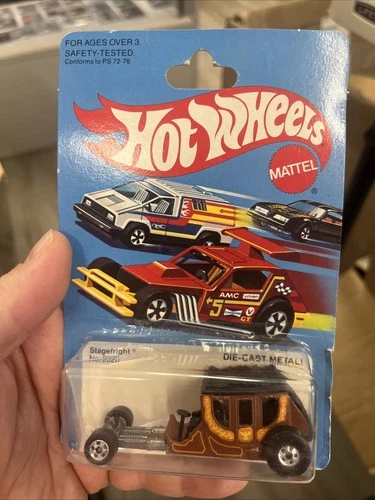 FOR AGES OVER 3.
SAFETY-TESTED.
Conforms to PS 72-76
HOT WHEELS
MATTEL
®
AMC
5
GT
Stagefright®
No. 2020
DIE-CAST METAL!